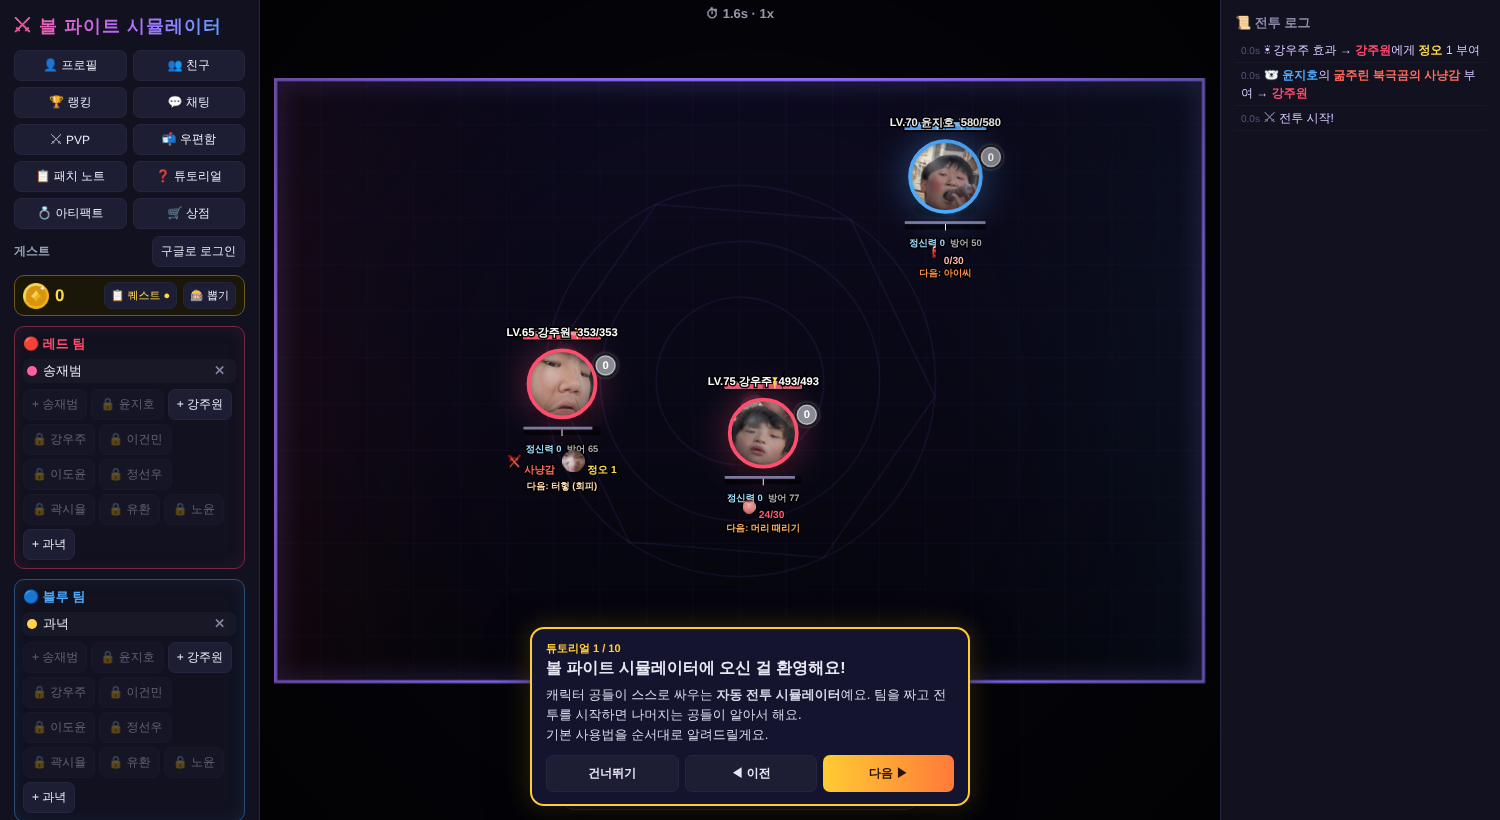 ⚔ 볼 파이트 시뮬레이터
👤 프로필
👥 친구
🏆 랭킹
💬 채팅
⚔ PVP
📬 우편함
📋 패치 노트
❓ 튜토리얼
💍 아티팩트
🛒 상점
게스트
구글로 로그인
0
📋 퀘스트 ●
🎰 뽑기
🔴 레드 팀
송재범 ✕
+ 송재범
🔒 윤지호
+ 강주원
🔒 강우주
🔒 이건민
🔒 이도윤
🔒 정선우
🔒 곽시율
🔒 유환
🔒 노윤
+ 과녁
🔵 블루 팀
과녁 ✕
+ 송재범
🔒 윤지호
+ 강주원
🔒 강우주
🔒 이건민
🔒 이도윤
🔒 정선우
🔒 곽시율
🔒 유환
🔒 노윤
+ 과녁
⏱ 1.6s · 1x
LV.70 윤지호 580/580
0
정신력 0 방어 50
0/30
다음: 아이씨
LV.65 강주원 353/353
0
정신력 0 방어 65
사냥감 정오 1
다음: 터헣 (회피)
LV.75 강우주 493/493
0
정신력 0 방어 77
24/30
다음: 머리 때리기
튜토리얼 1 / 10
볼 파이트 시뮬레이터에 오신 걸 환영해요!
캐릭터 공들이 스스로 싸우는 자동 전투 시뮬레이터예요. 팀을 짜고 전
투를 시작하면 나머지는 공들이 알아서 해요.
기본 사용법을 순서대로 알려드릴게요.
건너뛰기
◀ 이전
다음 ▶
📜 전투 로그
0.0s 강우주 효과 → 강주원에게 정오 1 부여
0.0s 🐻‍❄️ 윤지호의 굶주린 북극곰의 사냥감 부
여 → 강주원
0.0s ⚔ 전투 시작!